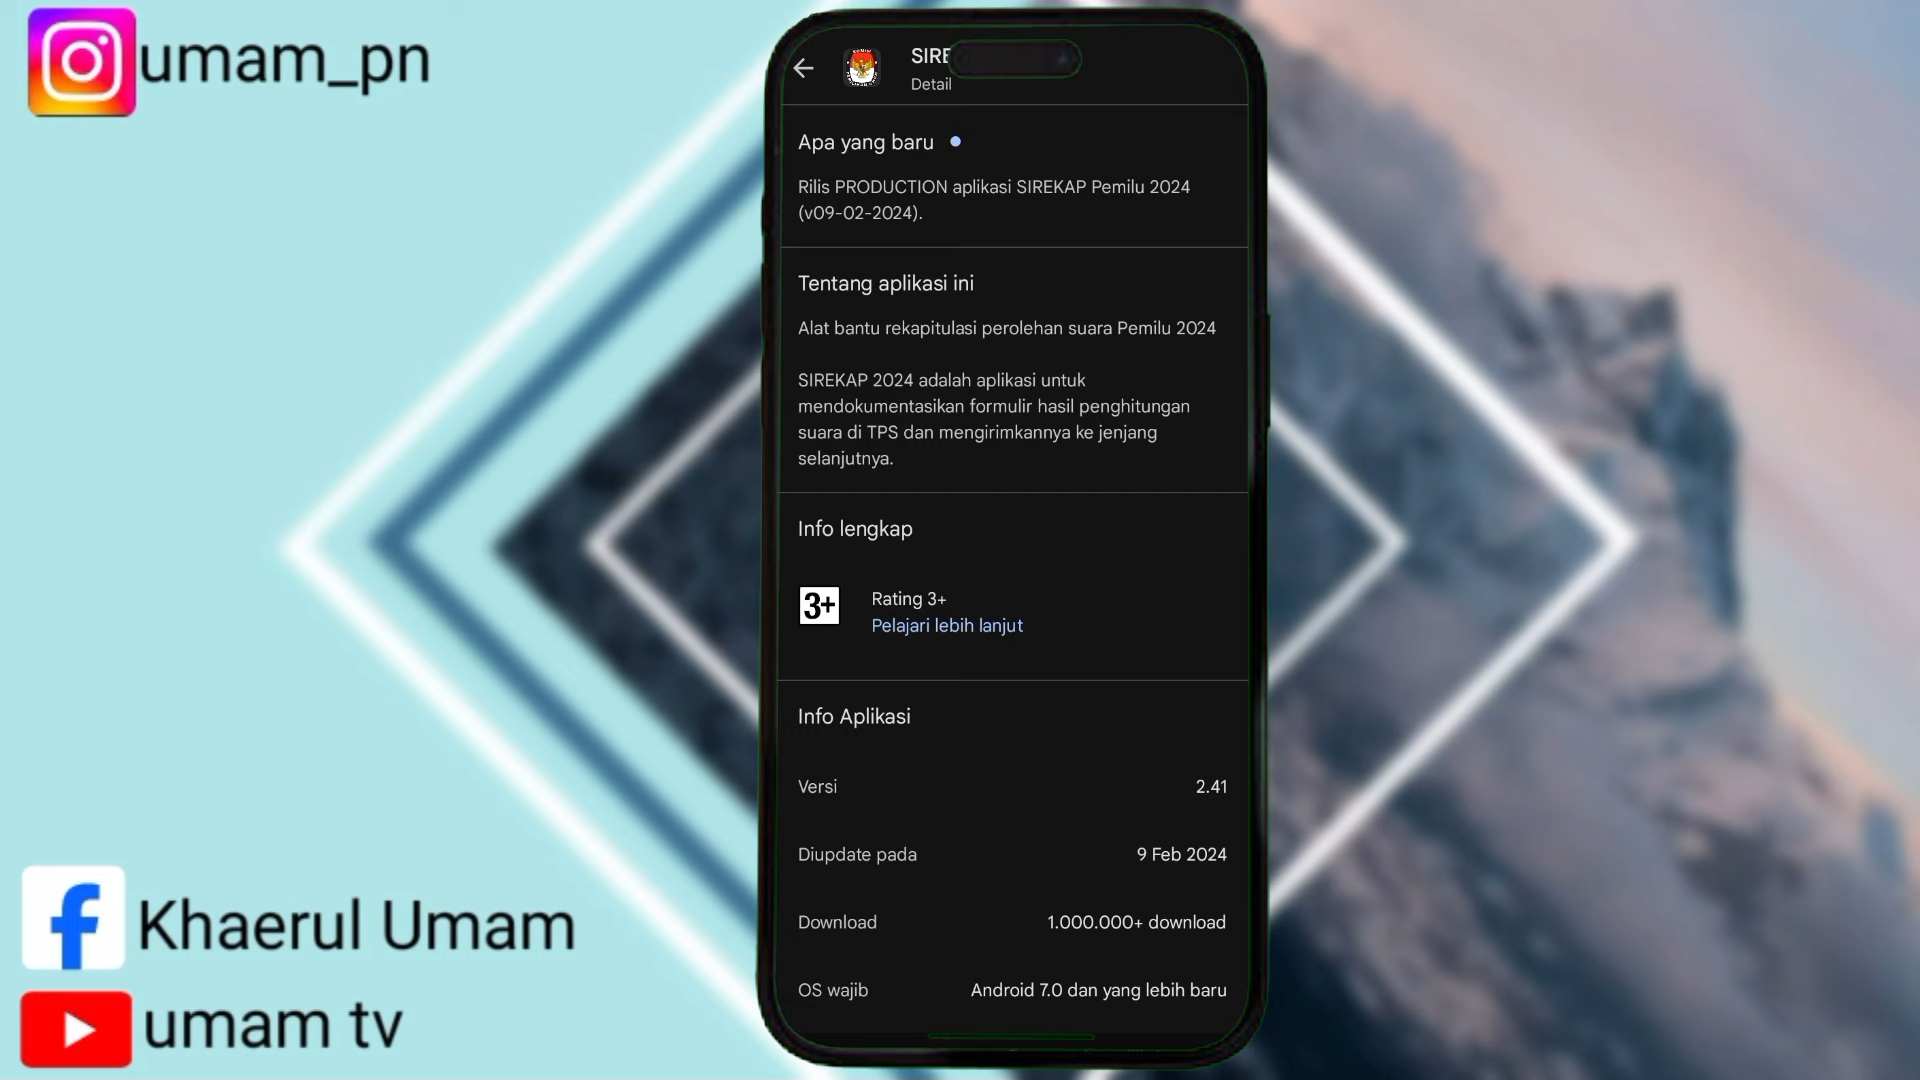 umam_pn
SIRE
Detail
Apa yang baru
Rilis PRODUCTION aplikasi SIREKAP Pemilu 2024
(v09-02-2024).
Tentang aplikasi ini
Alat bantu rekapitulasi perolehan suara Pemilu 2024
SIREKAP 2024 adalah aplikasi untuk
mendokumentasikan formulir hasil penghitungan
suara di TPS dan mengirimkannya ke jenjang
selanjutnya.
Info lengkap
3+
Rating 3+
Pelajari lebih lanjut
Info Aplikasi
Versi 2.41
Diupdate pada 9 Feb 2024
Download 1.000.000+ download
OS wajib Android 7.0 dan yang lebih baru
Khaerul Umam
umam tv